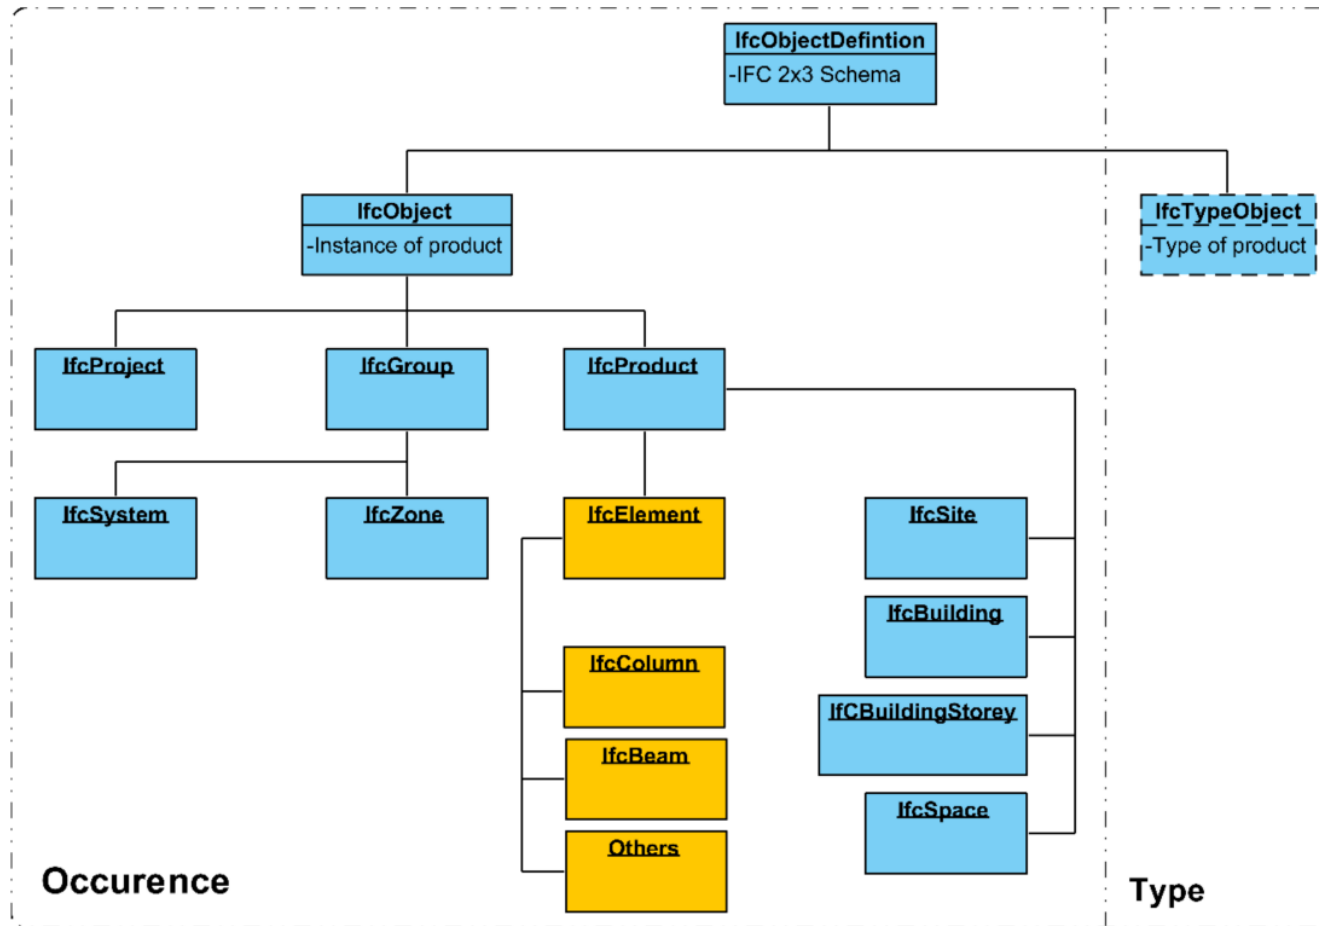 IfcObjectDefintion
-IFC 2x3 Schema
IfcObject
-Instance of product
IfcTypeObject
-Type of product
IfcProject
IfcGroup
IfcProduct
IfcSystem
IfcZone
IfcElement
IfcSite
IfcBuilding
IfcColumn
IfCBuildingStorey
IfcBeam
IfcSpace
Others
Occurence
Type